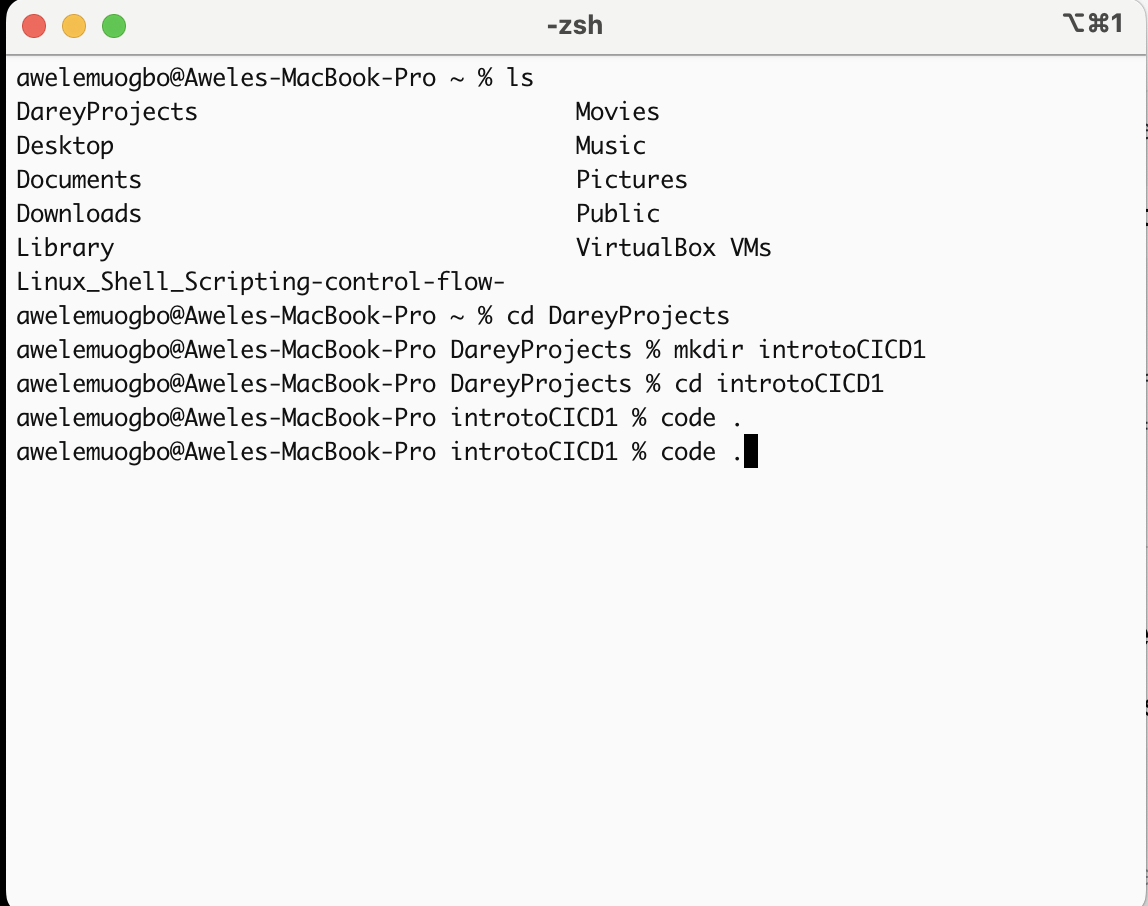 -zsh ⌥⌘1
awelemuogbo@Aweles-MacBook-Pro ~ % ls
DareyProjects Movies
Desktop Music
Documents Pictures
Downloads Public
Library VirtualBox VMs
Linux_Shell_Scripting-control-flow-
awelemuogbo@Aweles-MacBook-Pro ~ % cd DareyProjects
awelemuogbo@Aweles-MacBook-Pro DareyProjects % mkdir introtoCICD1
awelemuogbo@Aweles-MacBook-Pro DareyProjects % cd introtoCICD1
awelemuogbo@Aweles-MacBook-Pro introtoCICD1 % code .
awelemuogbo@Aweles-MacBook-Pro introtoCICD1 % code .